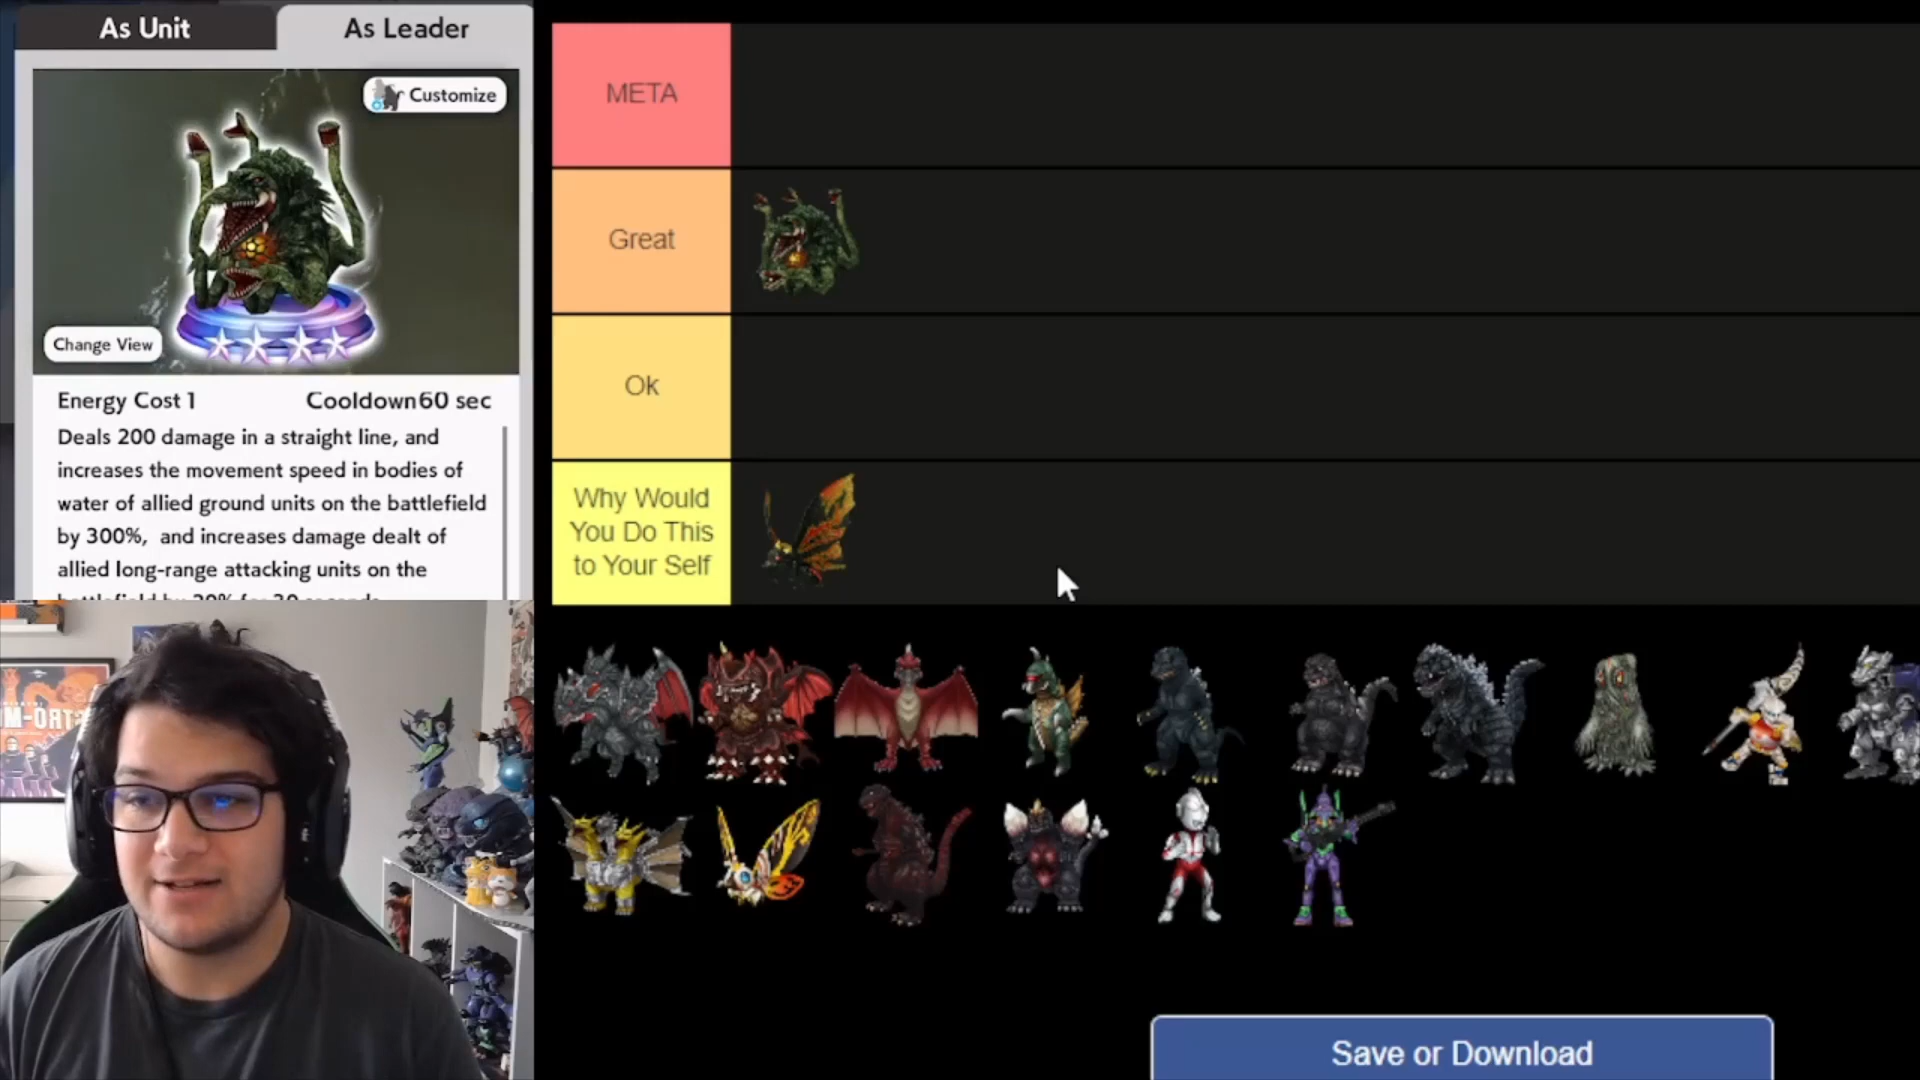 As Unit
As Leader
Customize
Change View
Energy Cost 1
Cooldown 60 sec
Deals 200 damage in a straight line, and
increases the movement speed in bodies of
water of allied ground units on the battlefield
by 300%, and increases damage dealt of
allied long-range attacking units on the
META
Great
Ok
Why Would
You Do This
to Your Self
Save or Download